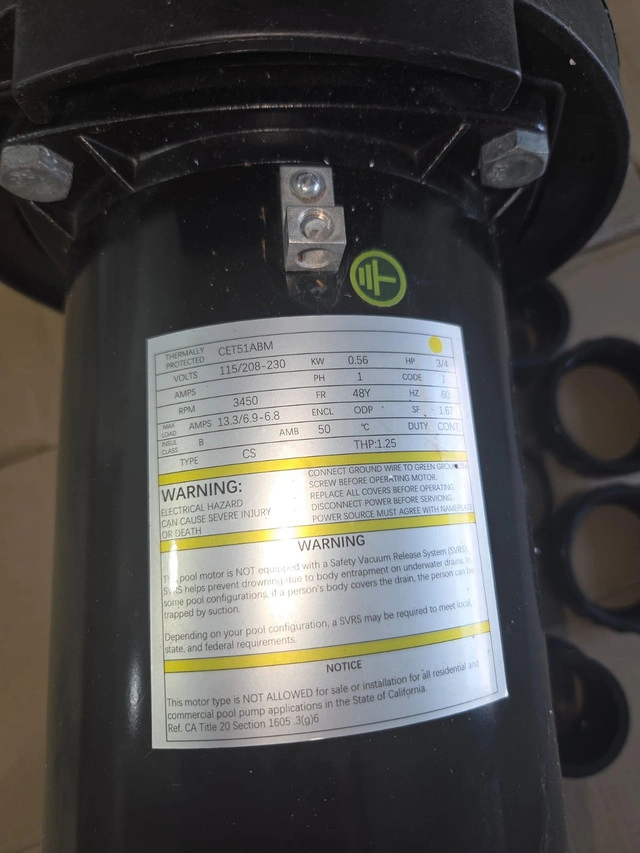 THERMALLY PROTECTED CET51ABM
VOLTS 115/208-230 KW 0.56 HP 3/4
AMPS PH 1 CODE
RPM 3450 FR 48Y HZ 60
MAX LOAD AMPS 13.3/6.9-6.8 ENCL ODP SF 1.67
INSUL CLASS B AMB 50 °C DUTY CONT.
TYPE CS THP:1.25
WARNING:
ELECTRICAL HAZARD
CAN CAUSE SEVERE INJURY
OR DEATH
CONNECT GROUND WIRE TO GREEN GROUND
SCREW BEFORE OPERATING MOTOR.
REPLACE ALL COVERS BEFORE OPERATING.
DISCONNECT POWER BEFORE SERVICING.
POWER SOURCE MUST AGREE WITH NAMEPLATE
WARNING
This pool motor is NOT equipped with a Safety Vacuum Release System (SVRS).
SVRS helps prevent drowning due to body entrapment on underwater drains. In
some pool configurations, if a person's body covers the drain, the person can be
trapped by suction.
Depending on your pool configuration, a SVRS may be required to meet local,
state, and federal requirements.
NOTICE
This motor type is NOT ALLOWED for sale or installation for all residential and
commercial pool pump applications in the State of California.
Ref. CA Title 20 Section 1605 .3(g)6